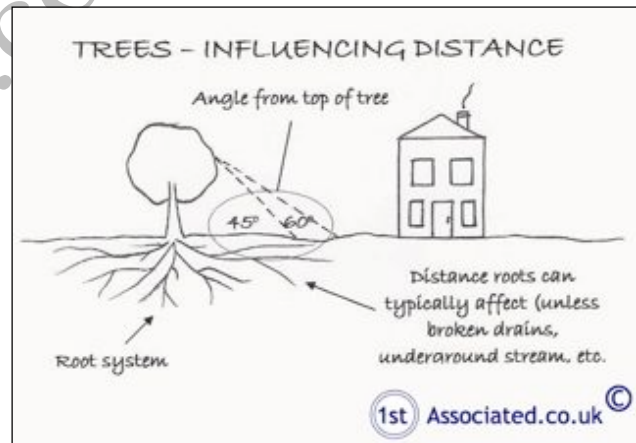 TREES – INFLUENCING DISTANCE
Angle from top of tree
45°
60°
Distance roots can
typically affect (unless
broken drains,
underaround stream, etc.
Root system
1st Associated.co.uk ©